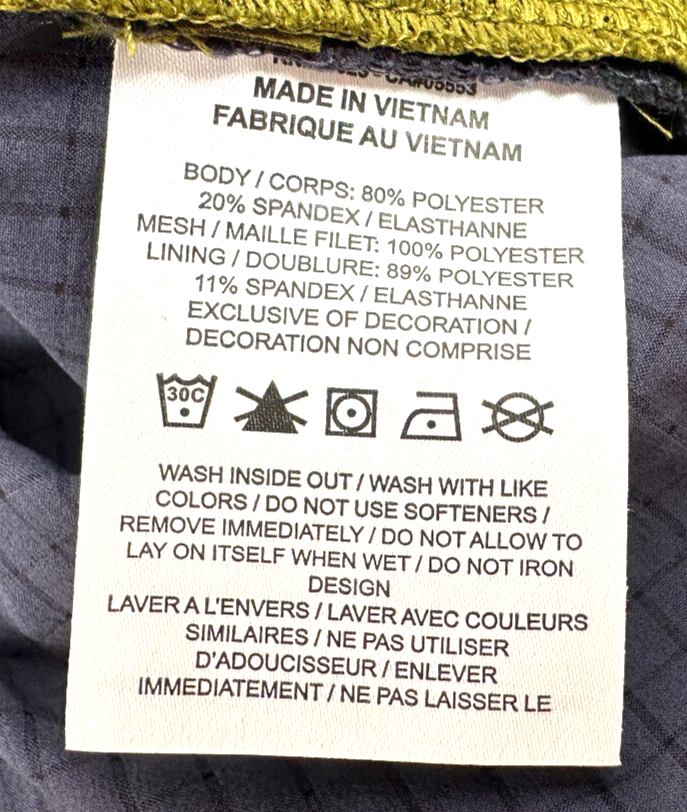 CA#05553
MADE IN VIETNAM
FABRIQUE AU VIETNAM
BODY / CORPS: 80% POLYESTER
20% SPANDEX / ELASTHANNE
MESH / MAILLE FILET: 100% POLYESTER
LINING / DOUBLURE: 89% POLYESTER
11% SPANDEX / ELASTHANNE
EXCLUSIVE OF DECORATION /
DECORATION NON COMPRISE
30C
WASH INSIDE OUT / WASH WITH LIKE
COLORS / DO NOT USE SOFTENERS /
REMOVE IMMEDIATELY / DO NOT ALLOW TO
LAY ON ITSELF WHEN WET / DO NOT IRON
DESIGN
LAVER A L'ENVERS / LAVER AVEC COULEURS
SIMILAIRES / NE PAS UTILISER
D'ADOUCISSEUR / ENLEVER
IMMEDIATEMENT / NE PAS LAISSER LE